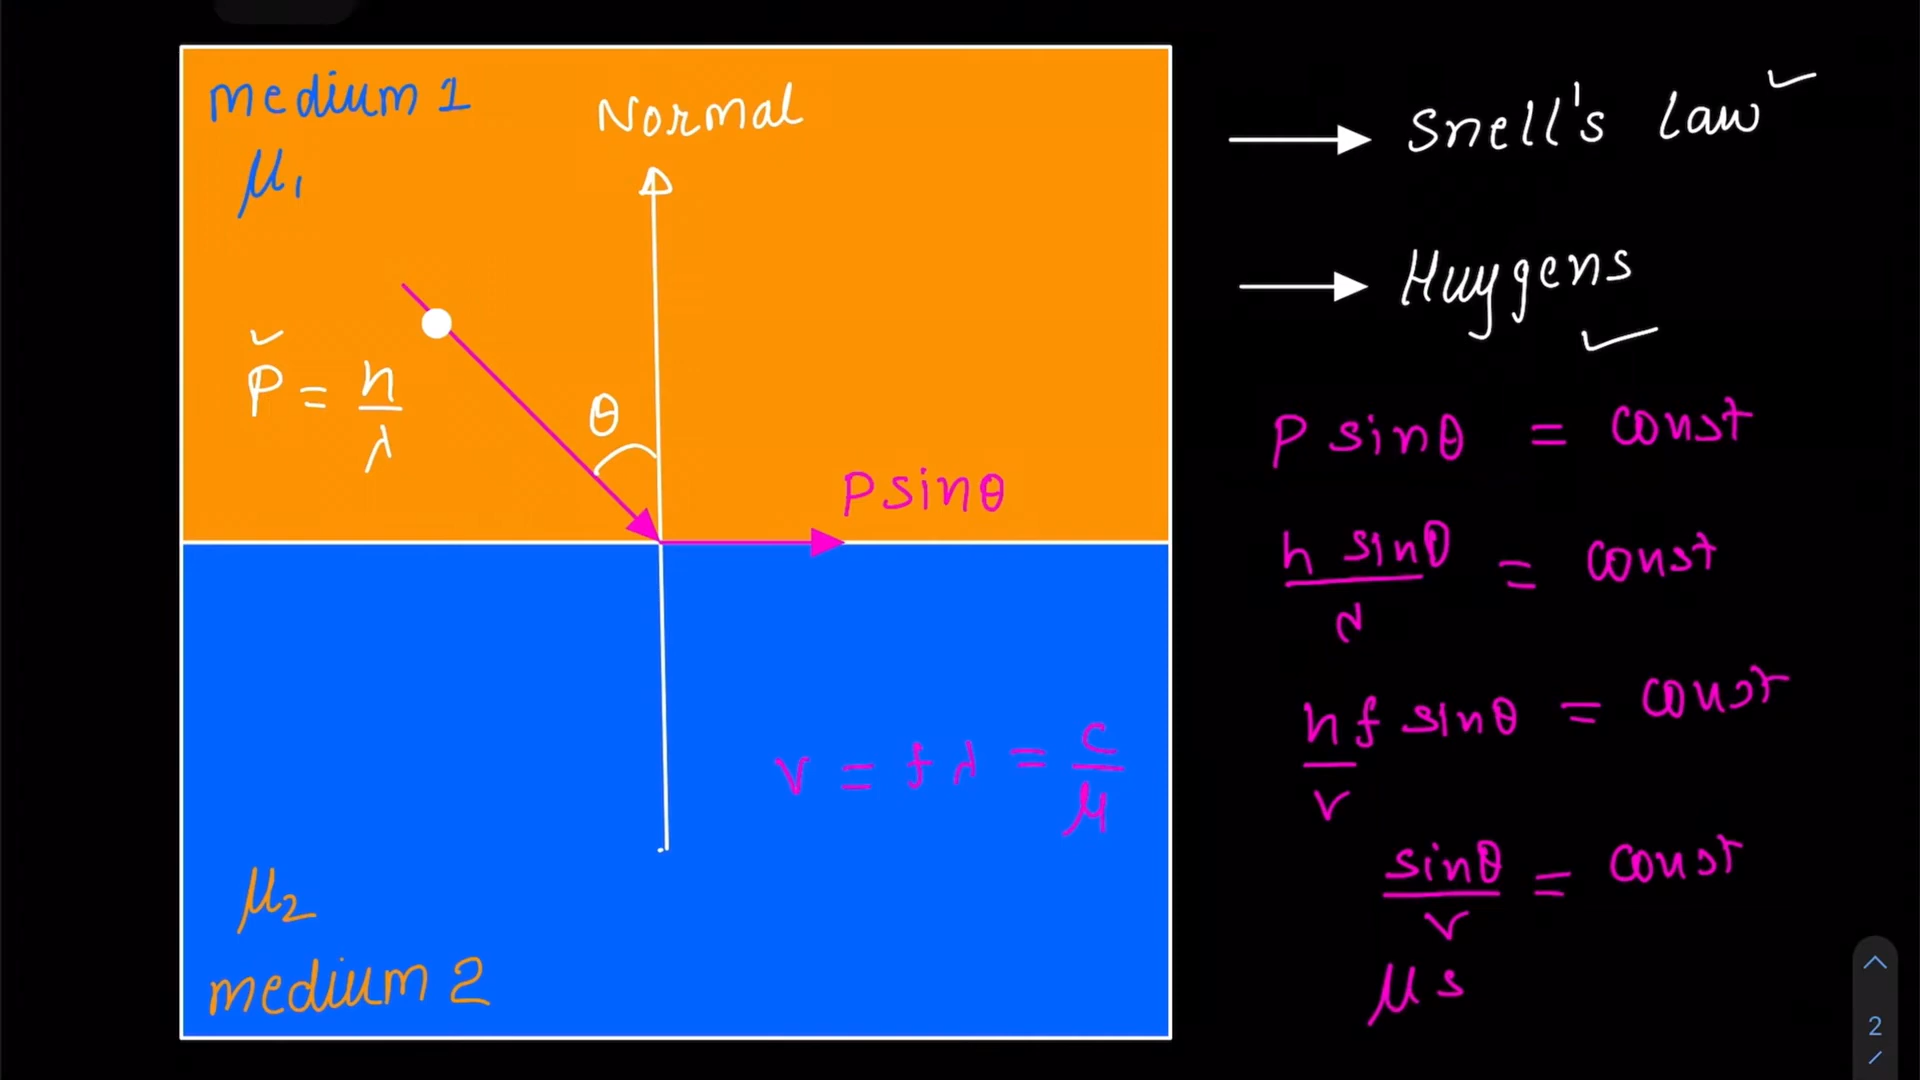 medium 1
μ₁
Normal
P = h/λ
θ
P sinθ
v = fλ = c/μ
μ₂
medium 2
Snell's law
Huygens
P sinθ = const
h sinθ/λ = const
hf/v sinθ = const
sinθ/v = const
μ s
2